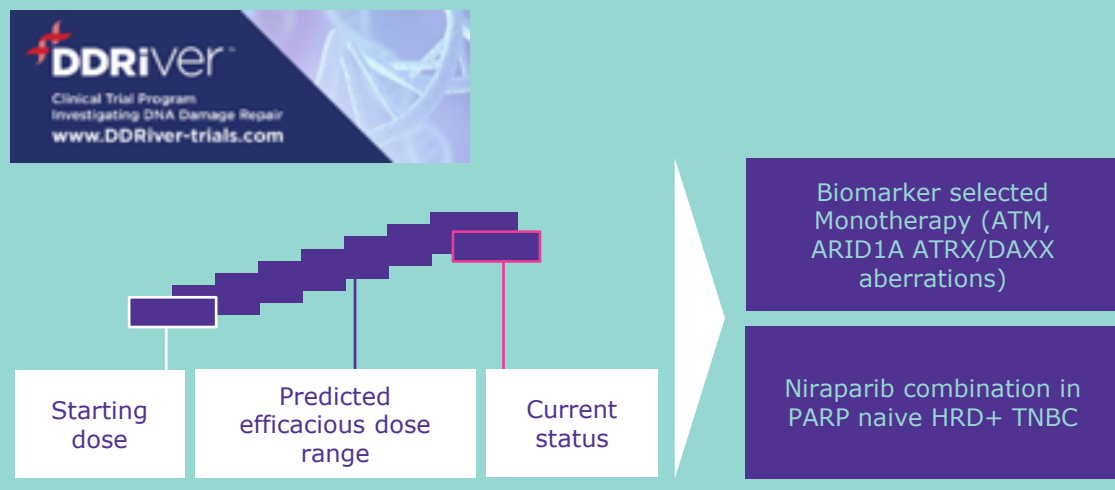 DDRiver™
Clinical Trial Program
Investigating DNA Damage Repair
www.DDRiver-trials.com
Starting
dose
Predicted
efficacious dose
range
Current
status
Biomarker selected
Monotherapy (ATM,
ARID1A ATRX/DAXX
aberrations)
Niraparib combination in
PARP naive HRD+ TNBC